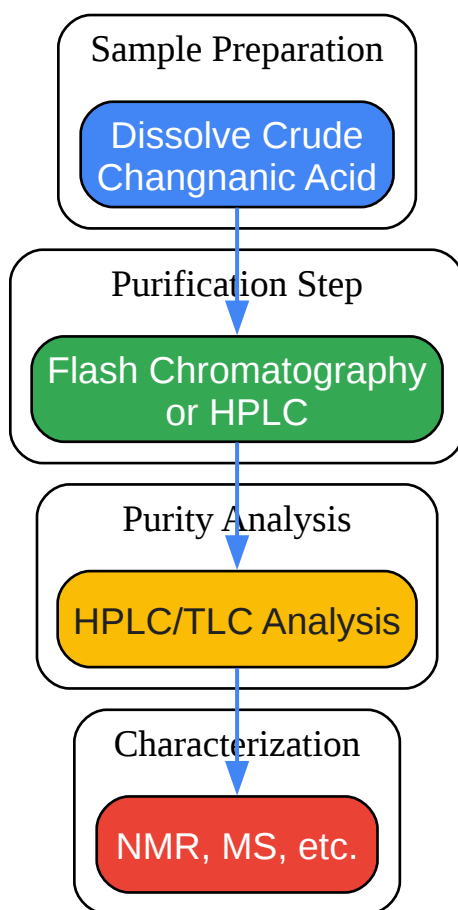 Sample Preparation
Dissolve Crude
Changnanic Acid
Purification Step
Flash Chromatography
or HPLC
Purity Analysis
HPLC/TLC Analysis
Characterization
NMR, MS, etc.